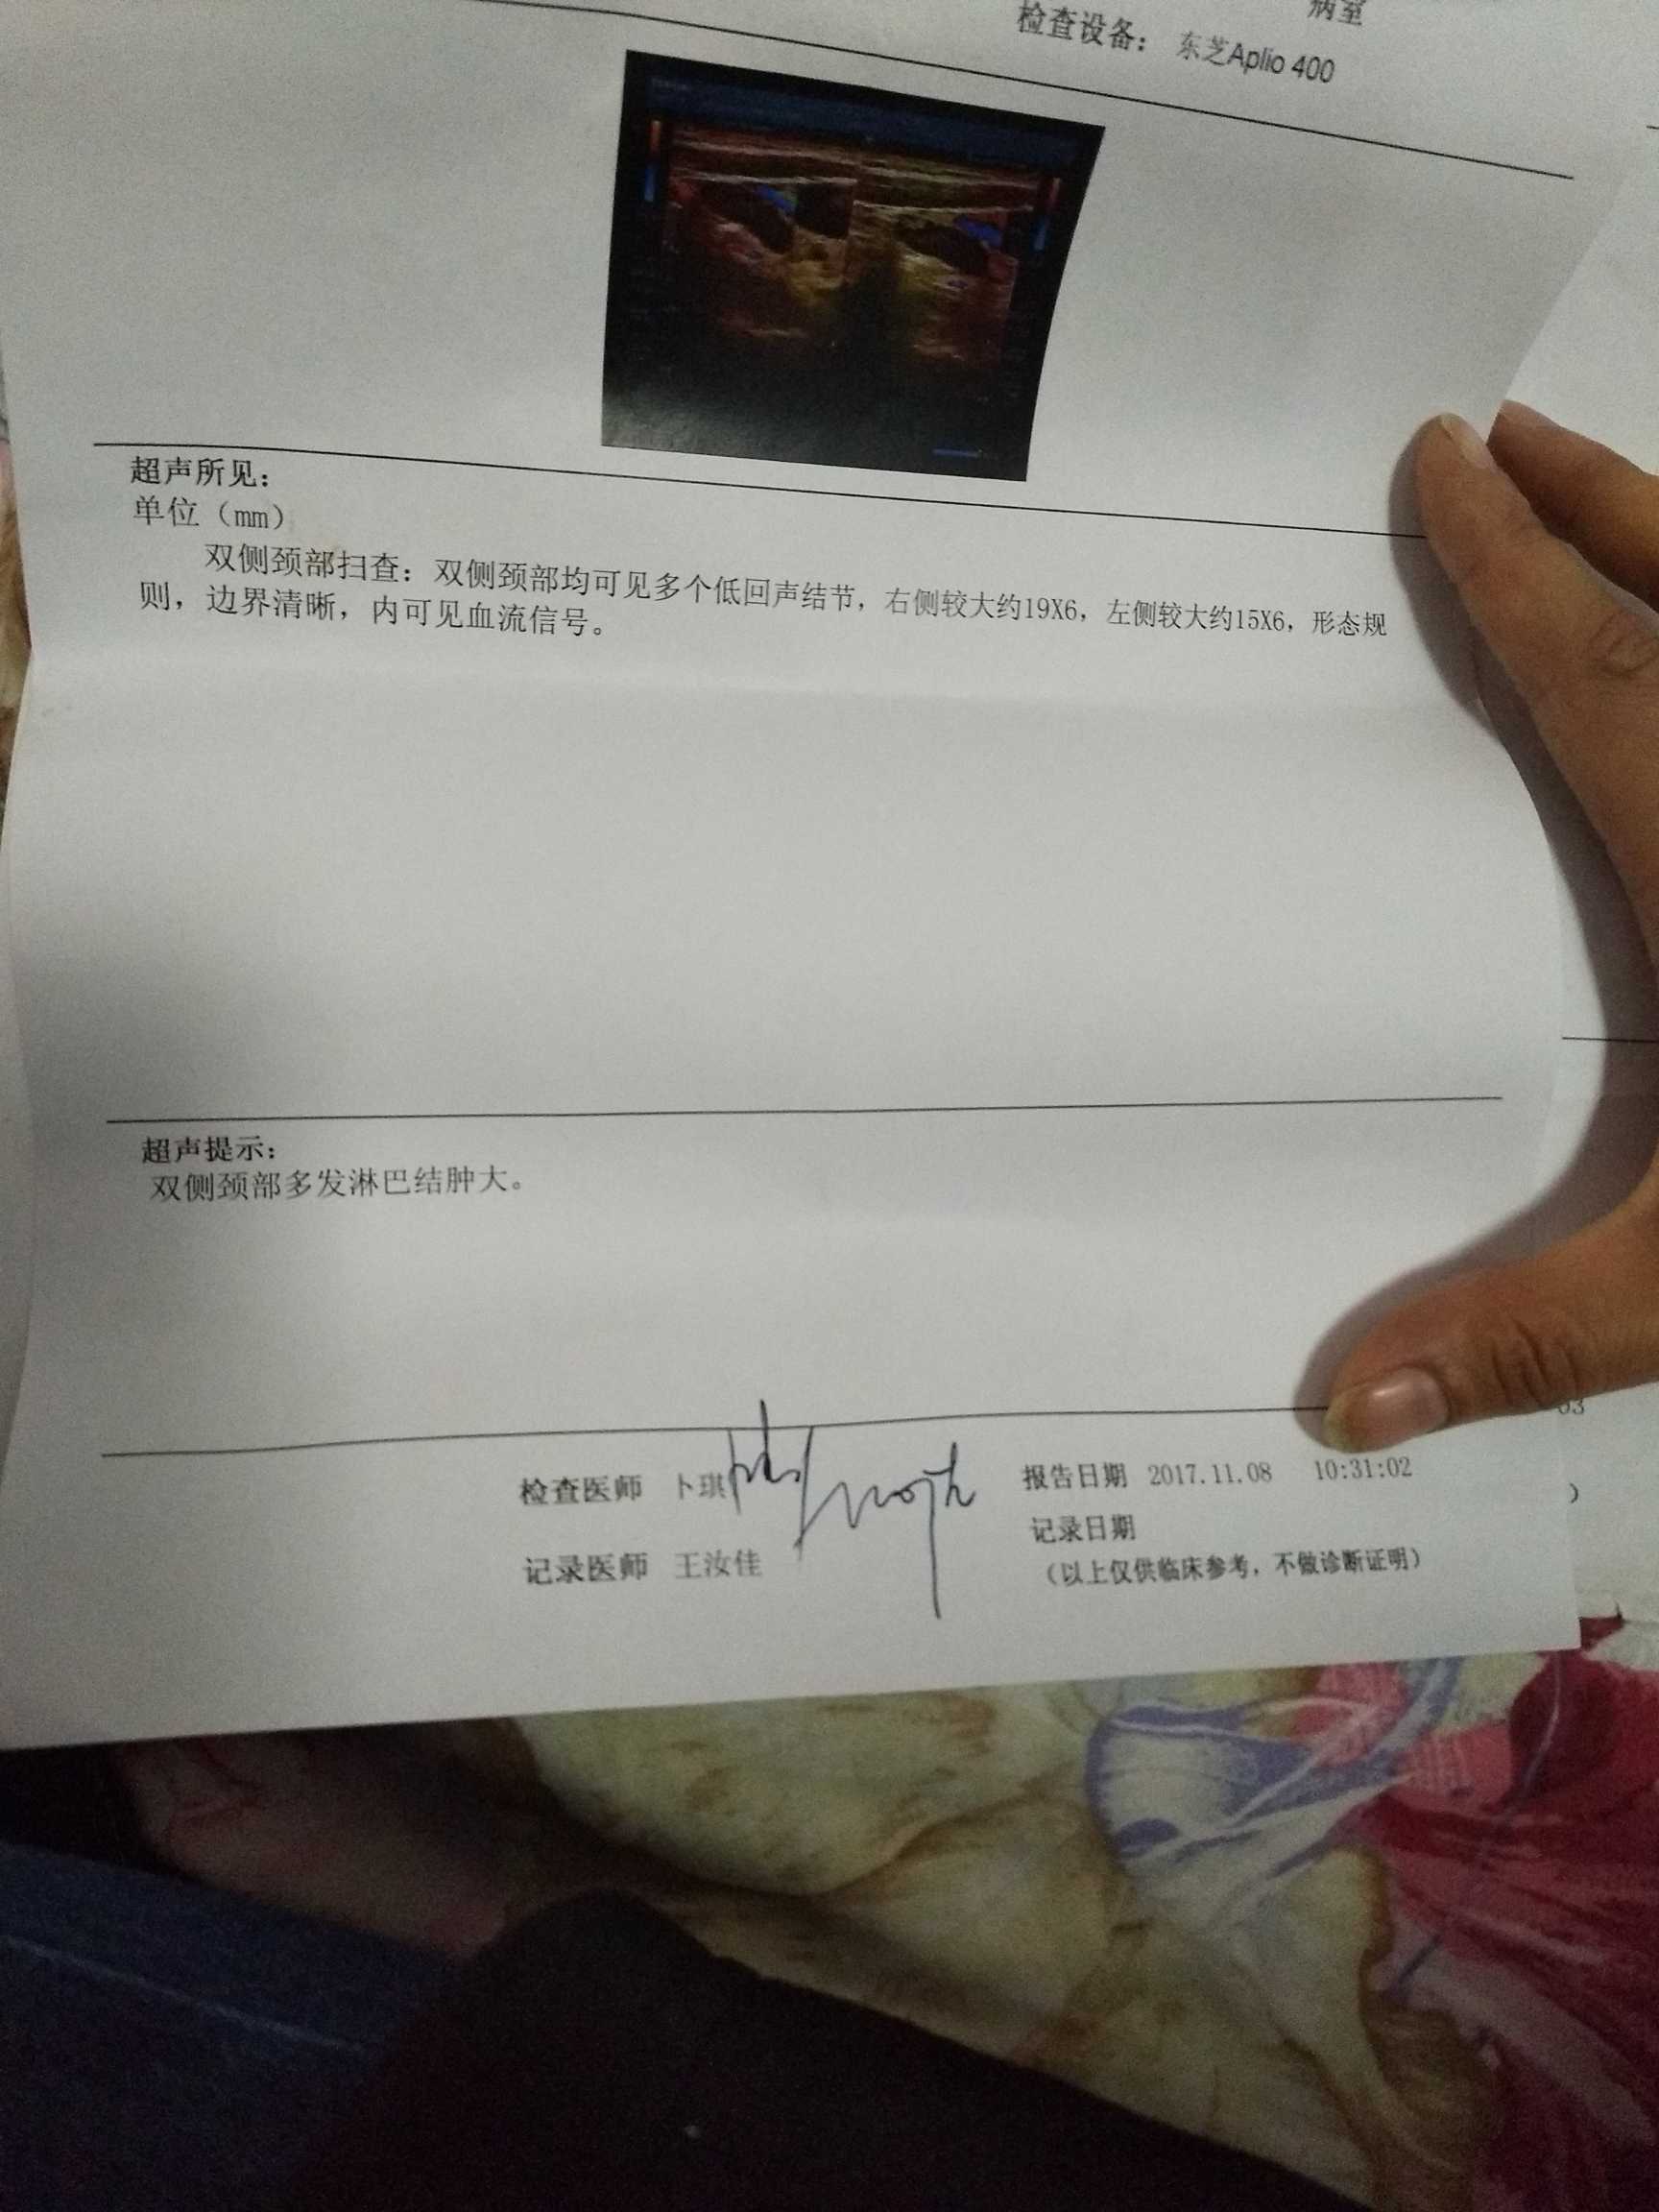 病室
检查设备： 东芝Aplio 400
超声所见：
单位（mm）
双侧颈部扫查：双侧颈部均可见多个低回声结节，右侧较大约19X6，左侧较大约15X6，形态规
则，边界清晰，内可见血流信号。
超声提示：
双侧颈部多发淋巴结肿大。
检查医师 卜琪 报告日期 2017.11.08 10:31:02
记录日期
记录医师 王汝佳 （以上仅供临床参考，不做诊断证明）